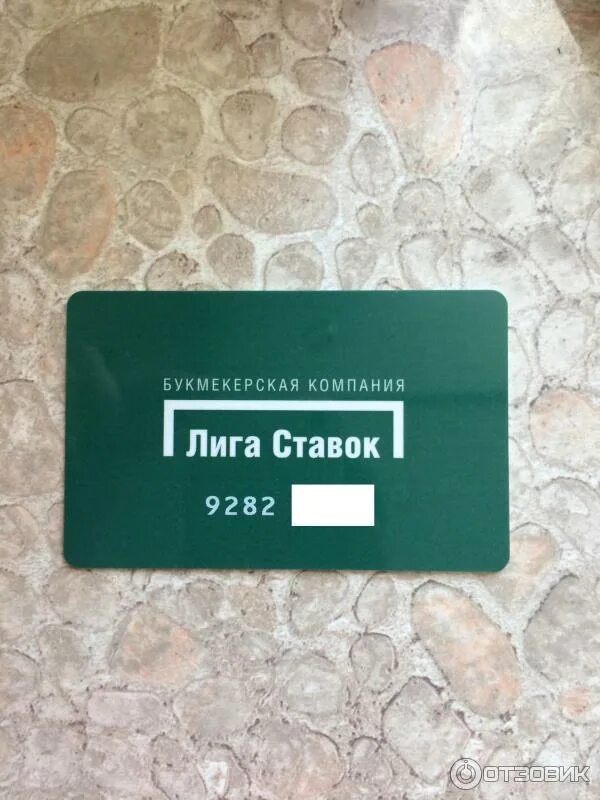 БУКМЕКЕРСКАЯ КОМПАНИЯ
Лига Ставок
9282
ОТЗОВИК